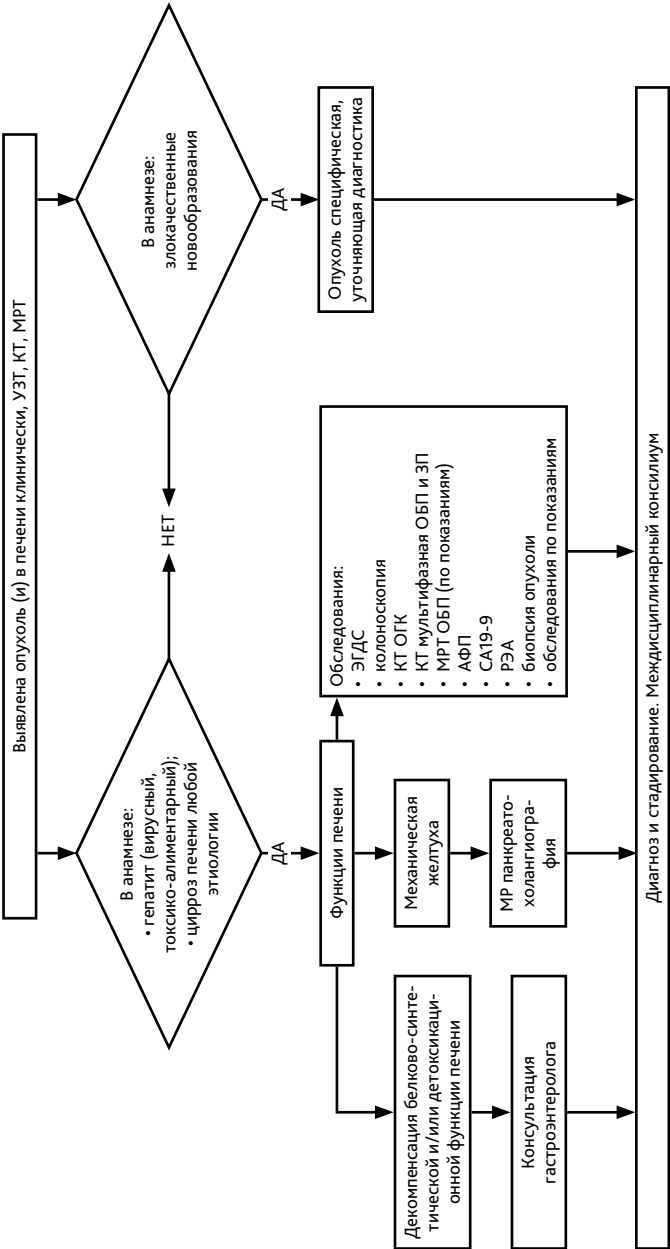 Выявлена опухоль (и) в печени клинически, УЗТ, КТ, МРТ
В анамнезе:
• гепатит (вирусный,
токсико-алиментарный);
• цирроз печени любой
этиологии
НЕТ
В анамнезе:
злокачественные
новообразования
ДА
ДА
Функции печени
Опухоль специфическая,
уточняющая диагностика
Декомпенсация белково-синте-
тической и/или детоксикаци-
онной функции печени
Консультация
гастроэнтеролога
Механическая
желтуха
МР панкреато-
холангиогра-
фия
Обследования:
• ЭГДС
• колоноскопия
• КТ ОГК
• КТ мультифазная ОБП и ЗП
• МРТ ОБП (по показаниям)
• АФП
• СА19-9
• РЭА
• биопсия опухоли
• обследования по показаниям
Диагноз и стадирование. Междисциплинарный консилиум